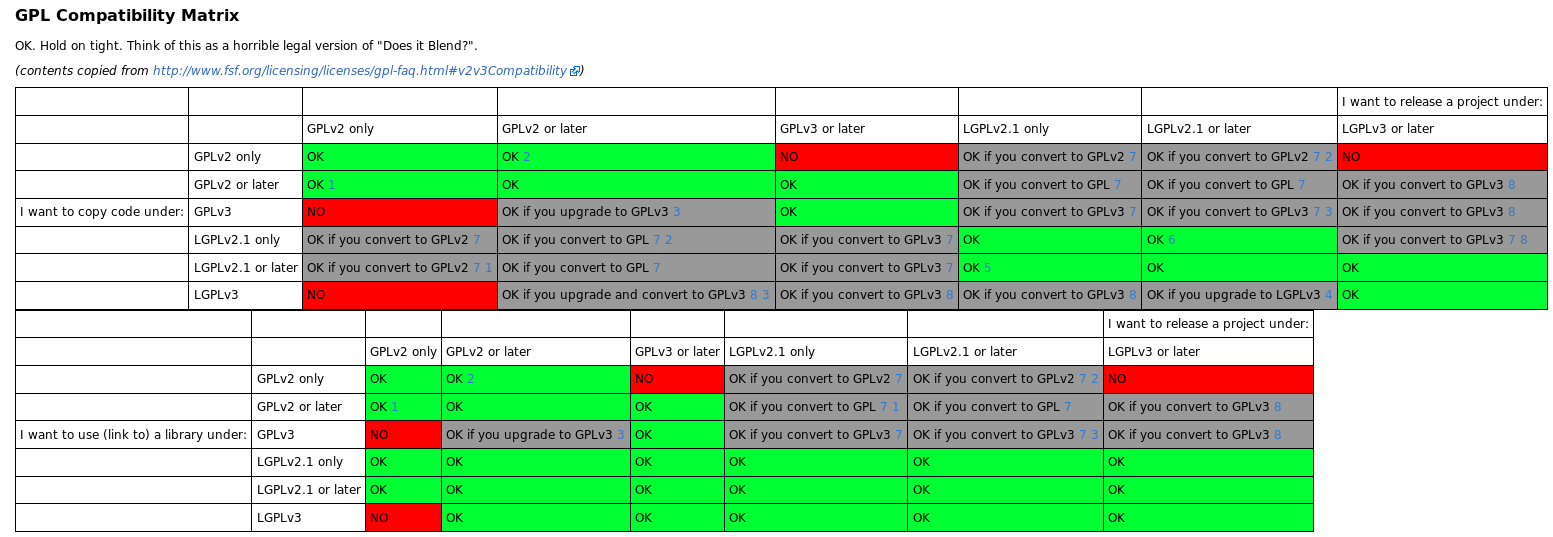 GPL Compatibility Matrix
OK. Hold on tight. Think of this as a horrible legal version of "Does it Blend?".
(contents copied from http://www.fsf.org/licensing/licenses/gpl-faq.html#v2v3Compatibility)
I want to release a project under:
GPLv2 only GPLv2 or later GPLv3 or later LGPLv2.1 only LGPLv2.1 or later LGPLv3 or later
GPLv2 only OK OK 2 NO OK if you convert to GPLv2 7 OK if you convert to GPLv2 7 2 NO
GPLv2 or later OK 1 OK OK OK if you convert to GPL 7 OK if you convert to GPL 7 OK if you convert to GPLv3 8
I want to copy code under: GPLv3 NO OK if you upgrade to GPLv3 3 OK OK if you convert to GPLv3 7 OK if you convert to GPLv3 7 3 OK if you convert to GPLv3 8
LGPLv2.1 only OK if you convert to GPLv2 7 OK if you convert to GPL 7 2 OK if you convert to GPLv3 7 OK OK 6 OK if you convert to GPLv3 7 8
LGPLv2.1 or later OK if you convert to GPLv2 7 1 OK if you convert to GPL 7 OK if you convert to GPLv3 7 OK 5 OK OK
LGPLv3 NO OK if you upgrade and convert to GPLv3 8 3 OK if you convert to GPLv3 8 OK if you convert to GPLv3 8 OK if you upgrade to LGPLv3 4 OK
I want to release a project under:
GPLv2 only GPLv2 or later GPLv3 or later LGPLv2.1 only LGPLv2.1 or later LGPLv3 or later
GPLv2 only OK OK 2 NO OK if you convert to GPLv2 7 OK if you convert to GPLv2 7 2 NO
GPLv2 or later OK 1 OK OK OK if you convert to GPL 7 1 OK if you convert to GPL 7 OK if you convert to GPLv3 8
I want to use (link to) a library under: GPLv3 NO OK if you upgrade to GPLv3 3 OK OK if you convert to GPLv3 7 OK if you convert to GPLv3 7 3 OK if you convert to GPLv3 8
LGPLv2.1 only OK OK OK OK OK OK
LGPLv2.1 or later OK OK OK OK OK OK
LGPLv3 NO OK OK OK OK OK